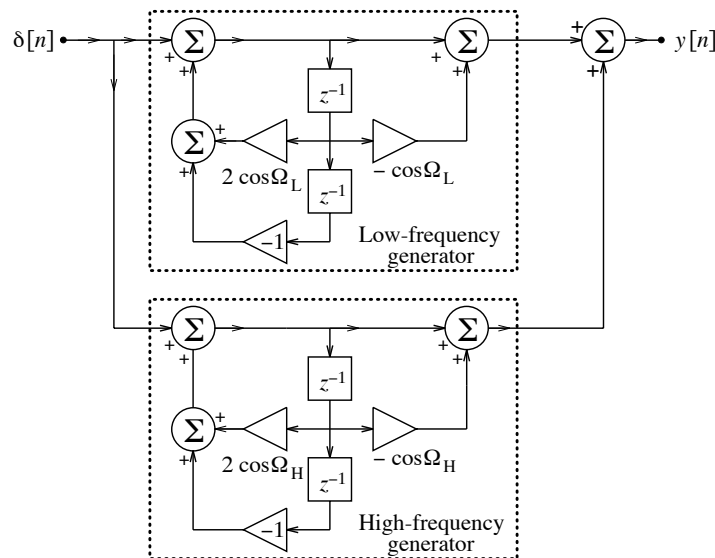 δ[n] Σ Σ + Σ y[n]
+ + + + +
z⁻¹
Σ +
2 cosΩ_L − cosΩ_L
+ z⁻¹
−1 Low-frequency
generator
Σ Σ
+ + + +
z⁻¹
Σ +
2 cosΩ_H − cosΩ_H
+ z⁻¹
−1 High-frequency
generator